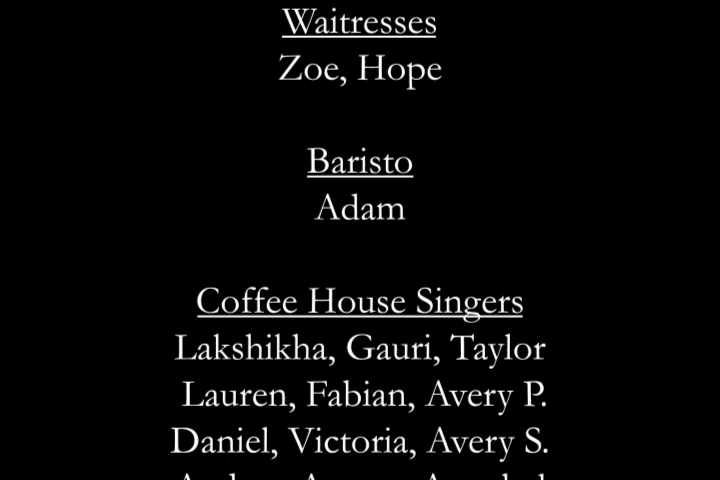 Waitresses
Zoe, Hope
Baristo
Adam
Coffee House Singers
Lakshikha, Gauri, Taylor
Lauren, Fabian, Avery P.
Daniel, Victoria, Avery S.